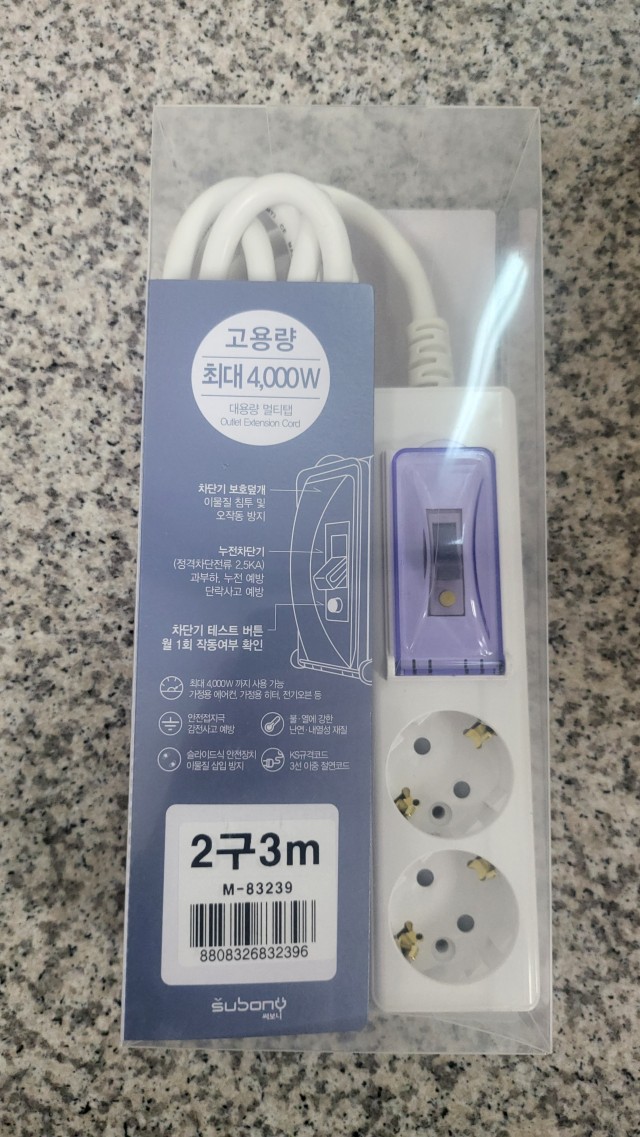 고용량
최대 4,000W
대용량 멀티탭
Outlet Extension Cord
차단기 보호덮개
이물질 침투 및
오작동 방지
누전차단기
(정격차단전류 2.5KA)
과부하, 누전 예방
단락사고 예방
차단기 테스트 버튼
월 1회 작동여부 확인
최대 4,000W 까지 사용 가능
가정용 에어컨, 가정용 히터, 전기오븐 등
안전접지극
감전사고 예방
물·열에 강한
난연·내열성 재질
슬라이드식 안전장치
이물질 삽입 방지
KS규격코드
3선 이중 절연코드
2구3m
M-83239
8808326832396
šubony
써보니